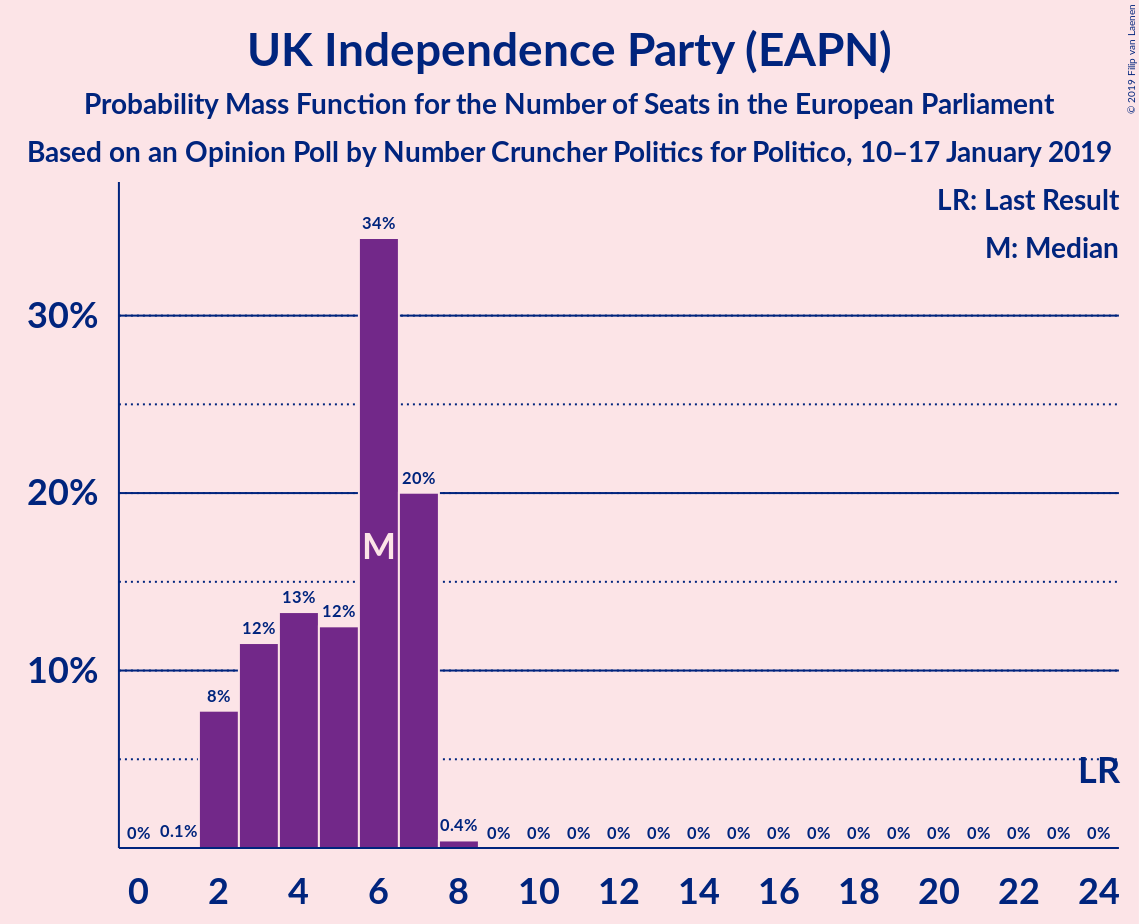 UK Independence Party (EAPN)
Probability Mass Function for the Number of Seats in the European Parliament
Based on an Opinion Poll by Number Cruncher Politics for Politico, 10–17 January 2019
© 2019 Filip van Laenen
LR: Last Result
M: Median
34%
30%
20%
20%
M
13%
12%
12%
10%
8%
LR
0% 0.1% 0.4% 0% 0% 0% 0% 0% 0% 0% 0% 0% 0% 0% 0% 0% 0% 0% 0%
0 2 4 6 8 10 12 14 16 18 20 22 24